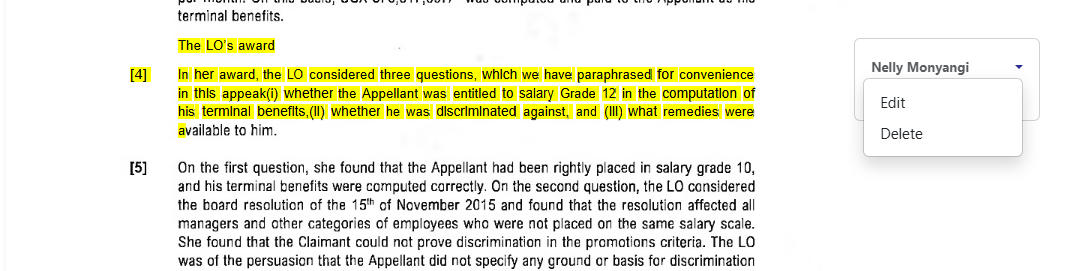 terminal benefits.
The LO's award
[4] In her award, the LO considered three questions, which we have paraphrased for convenience
in this appeak(i) whether the Appellant was entitled to salary Grade 12 in the computation of
his terminal benefits,(II) whether he was discriminated against, and (III) what remedies were
available to him.
[5] On the first question, she found that the Appellant had been rightly placed in salary grade 10,
and his terminal benefits were computed correctly. On the second question, the LO considered
the board resolution of the 15th of November 2015 and found that the resolution affected all
managers and other categories of employees who were not placed on the same salary scale.
She found that the Claimant could not prove discrimination in the promotions criteria. The LO
was of the persuasion that the Appellant did not specify any ground or basis for discrimination
Nelly Monyangi
Edit
Delete